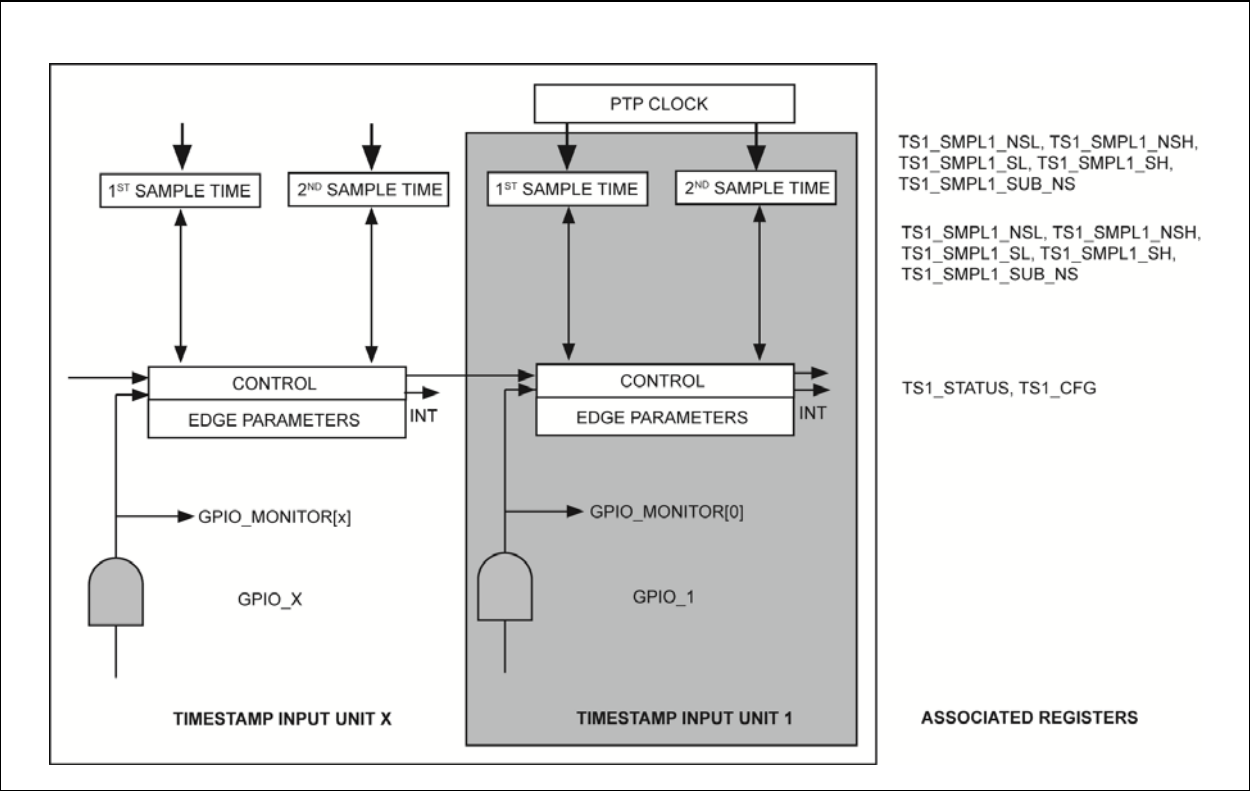 PTP CLOCK
1ST SAMPLE TIME
2ND SAMPLE TIME
1ST SAMPLE TIME
2ND SAMPLE TIME
TS1_SMPL1_NSL, TS1_SMPL1_NSH,
TS1_SMPL1_SL, TS1_SMPL1_SH,
TS1_SMPL1_SUB_NS
TS1_SMPL1_NSL, TS1_SMPL1_NSH,
TS1_SMPL1_SL, TS1_SMPL1_SH,
TS1_SMPL1_SUB_NS
CONTROL
EDGE PARAMETERS
INT
CONTROL
EDGE PARAMETERS
INT
TS1_STATUS, TS1_CFG
GPIO_MONITOR[x]
GPIO_MONITOR[0]
GPIO_X
GPIO_1
TIMESTAMP INPUT UNIT X
TIMESTAMP INPUT UNIT 1
ASSOCIATED REGISTERS